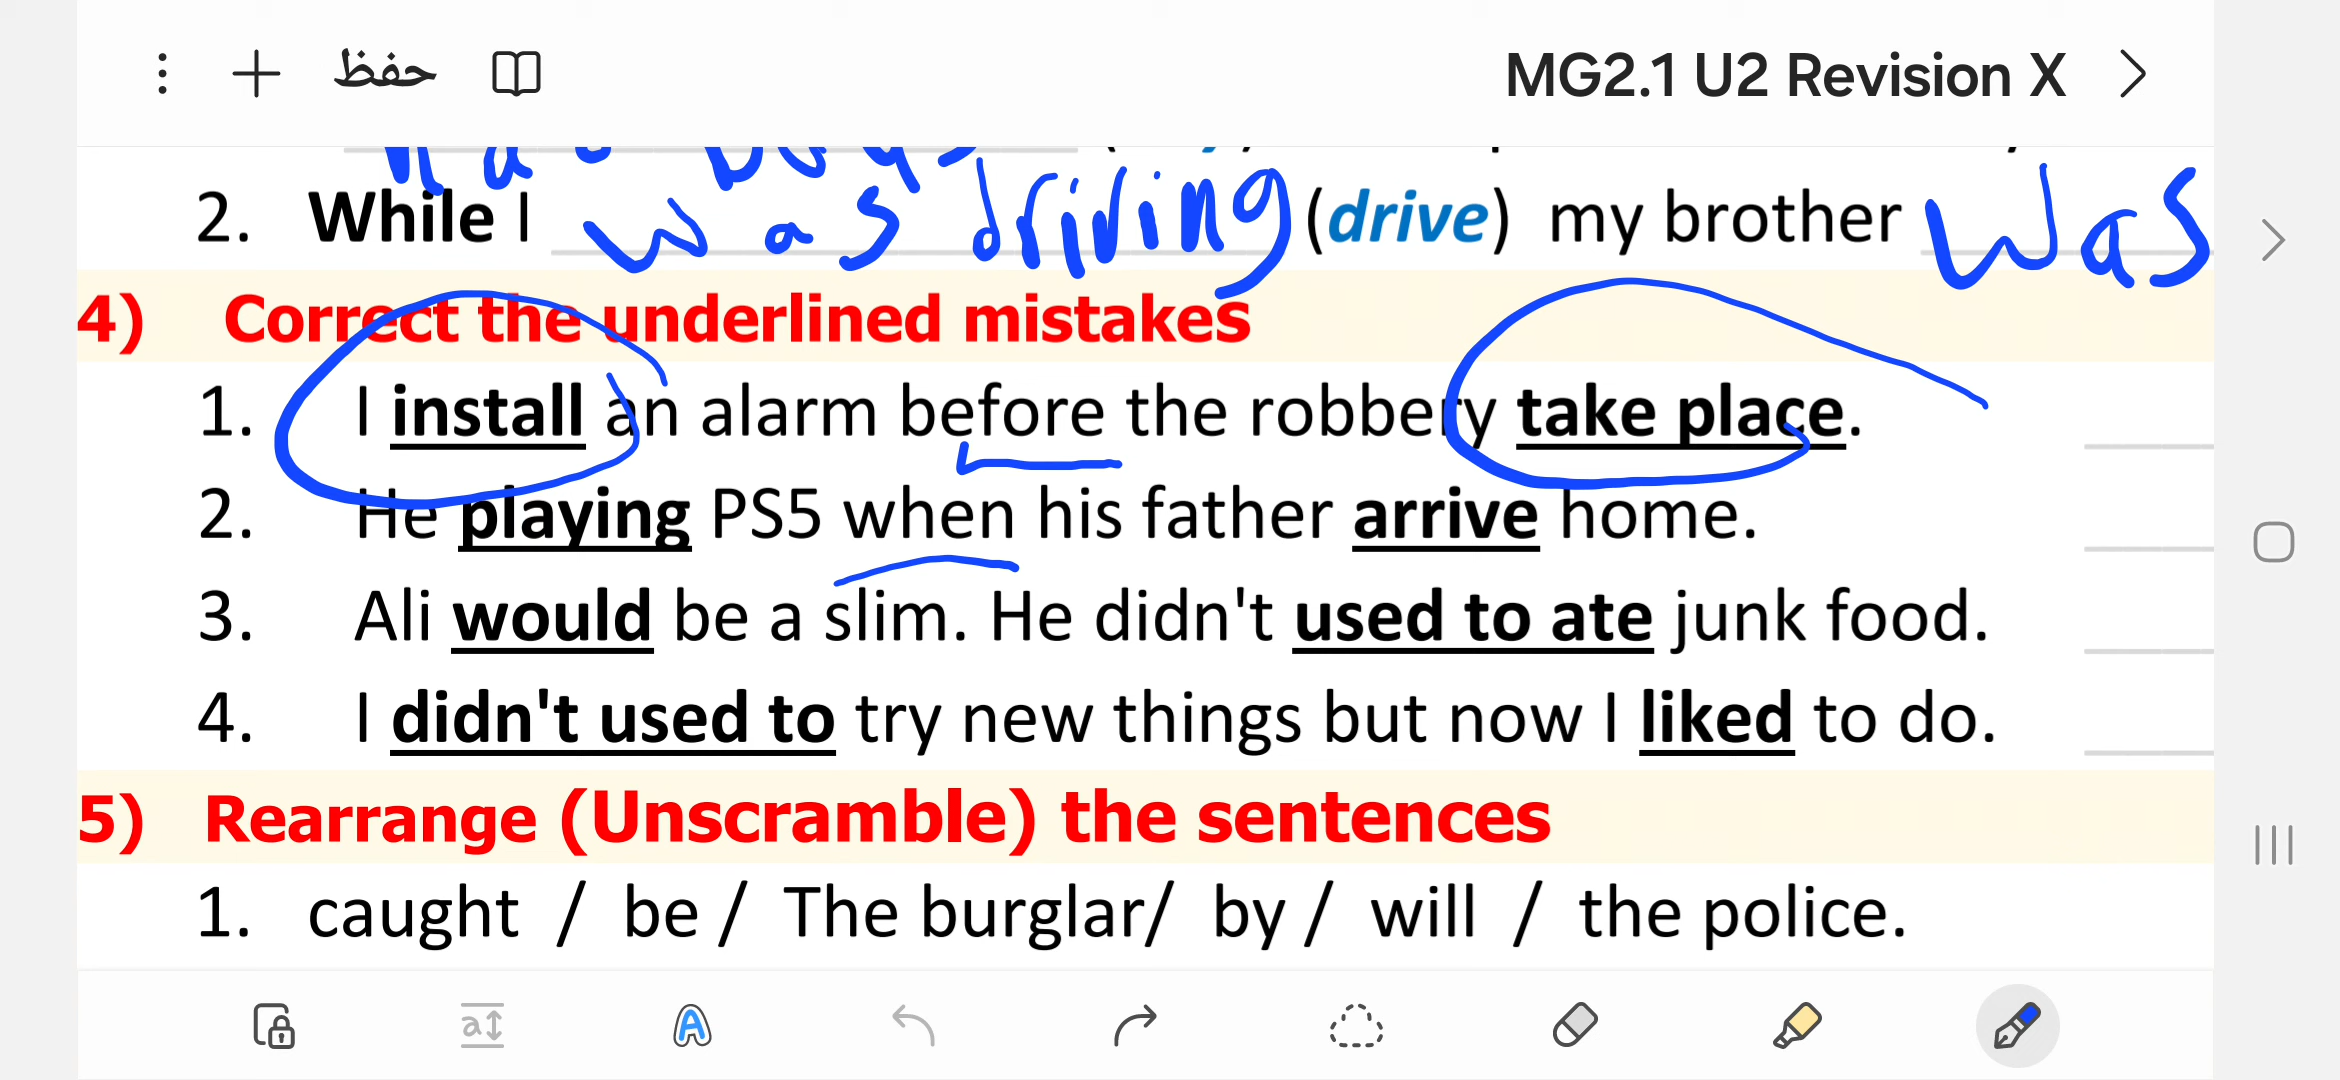 حفظ MG2.1 U2 Revision X
2. While I was driving (drive) my brother was
4) Correct the underlined mistakes
1. I install an alarm before the robbery take place.
2. He playing PS5 when his father arrive home.
3. Ali would be a slim. He didn't used to ate junk food.
4. I didn't used to try new things but now I liked to do.
5) Rearrange (Unscramble) the sentences
1. caught / be / The burglar/ by / will / the police.